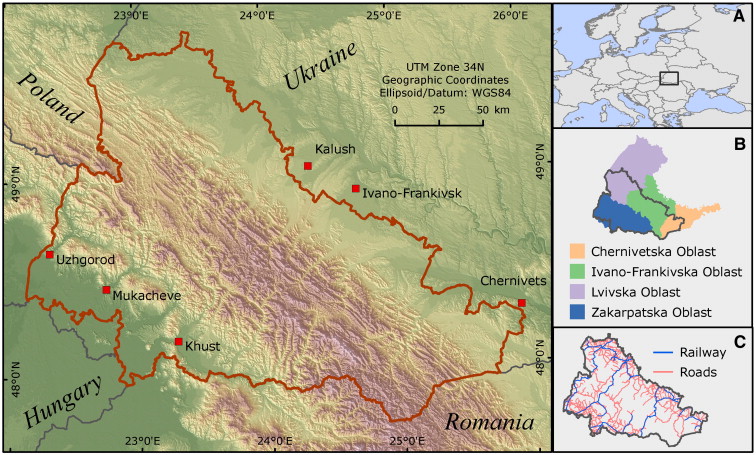 23°0'E 24°0'E 25°0'E 26°0'E
Poland
Ukraine
UTM Zone 34N
Geographic Coordinates
Ellipsoid/Datum: WGS84
0 25 50 km
Kalush
Ivano-Frankivsk
49°0'N
49°0'N
Uzhgorod
Mukacheve
Chernivets
Khust
48°0'N
48°0'N
Hungary
Romania
23°0'E 24°0'E 25°0'E
A
B
Chernivetska Oblast
Ivano-Frankivska Oblast
Lvivska Oblast
Zakarpatska Oblast
C
Railway
Roads